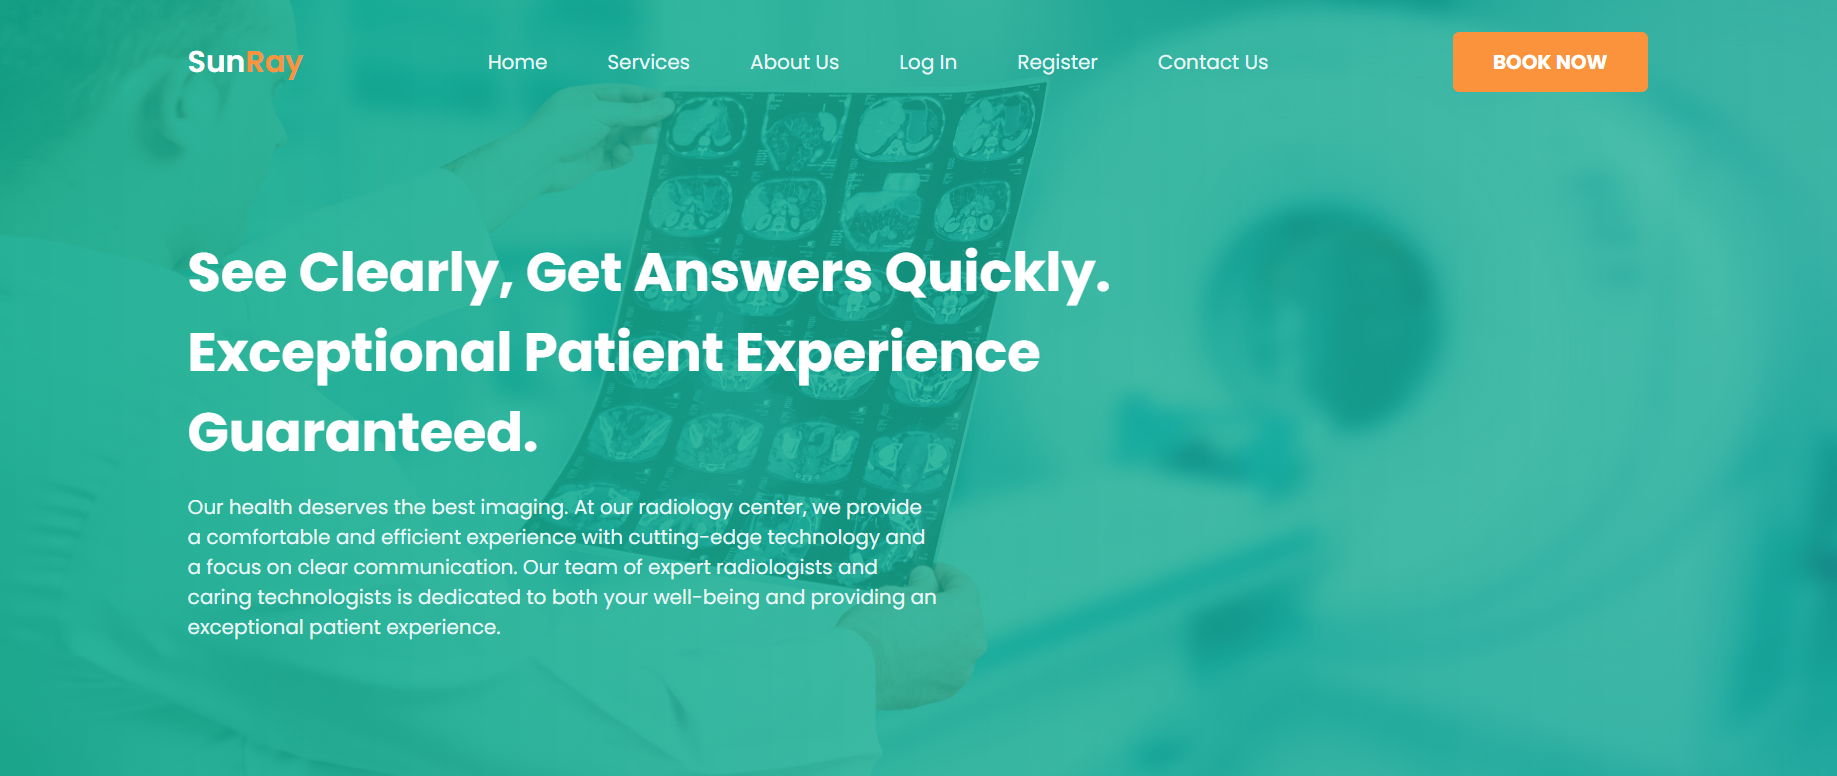 SunRay
Home Services About Us Log In Register Contact Us
BOOK NOW
See Clearly, Get Answers Quickly.
Exceptional Patient Experience
Guaranteed.
Our health deserves the best imaging. At our radiology center, we provide
a comfortable and efficient experience with cutting-edge technology and
a focus on clear communication. Our team of expert radiologists and
caring technologists is dedicated to both your well-being and providing an
exceptional patient experience.